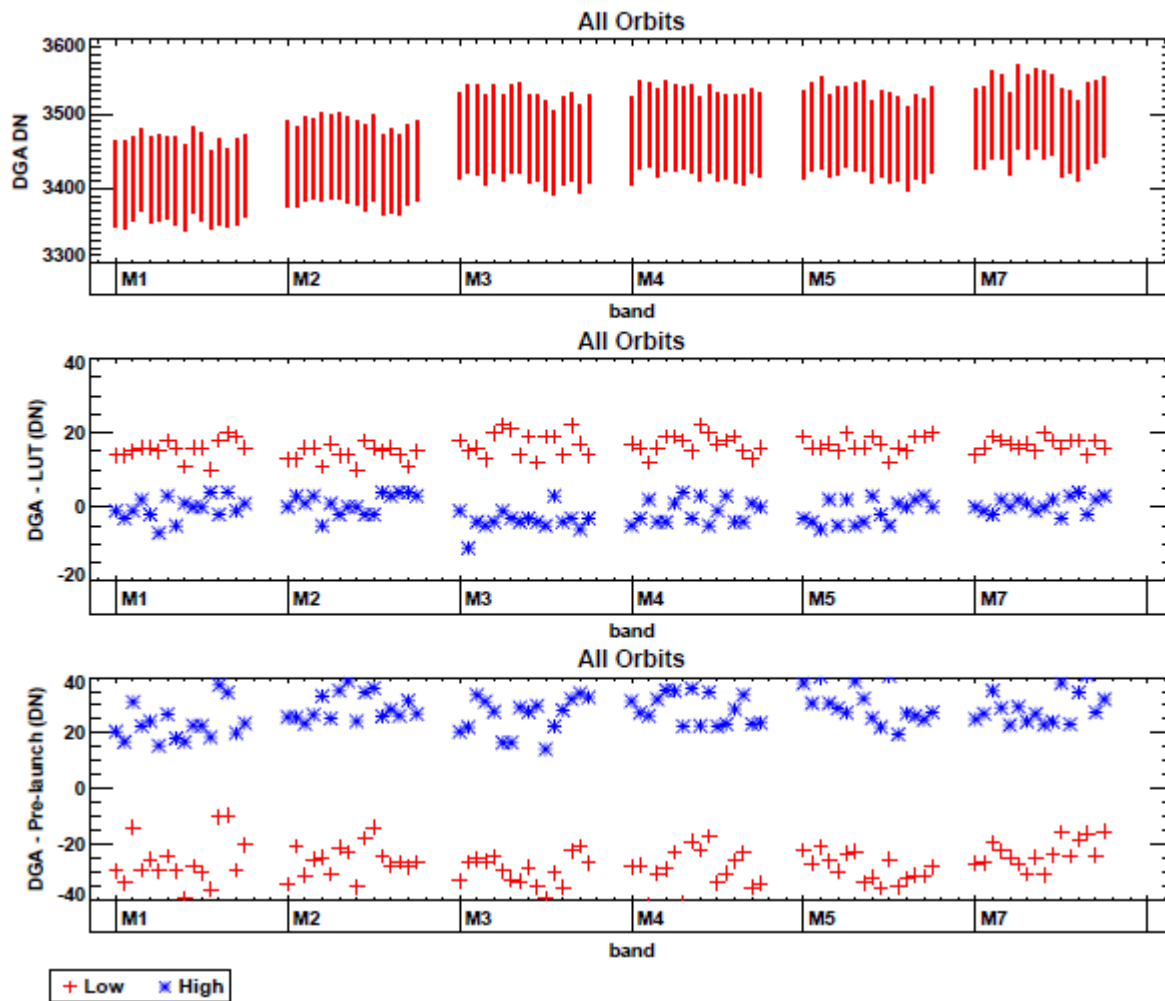 All Orbits
DGA DN
3600
3500
3400
3300
M1 M2 M3 M4 M5 M7
band
All Orbits
DGA - LUT (DN)
40
20
0
-20
M1 M2 M3 M4 M5 M7
band
All Orbits
DGA - Pre-launch (DN)
40
20
0
-20
-40
M1 M2 M3 M4 M5 M7
band
Low High